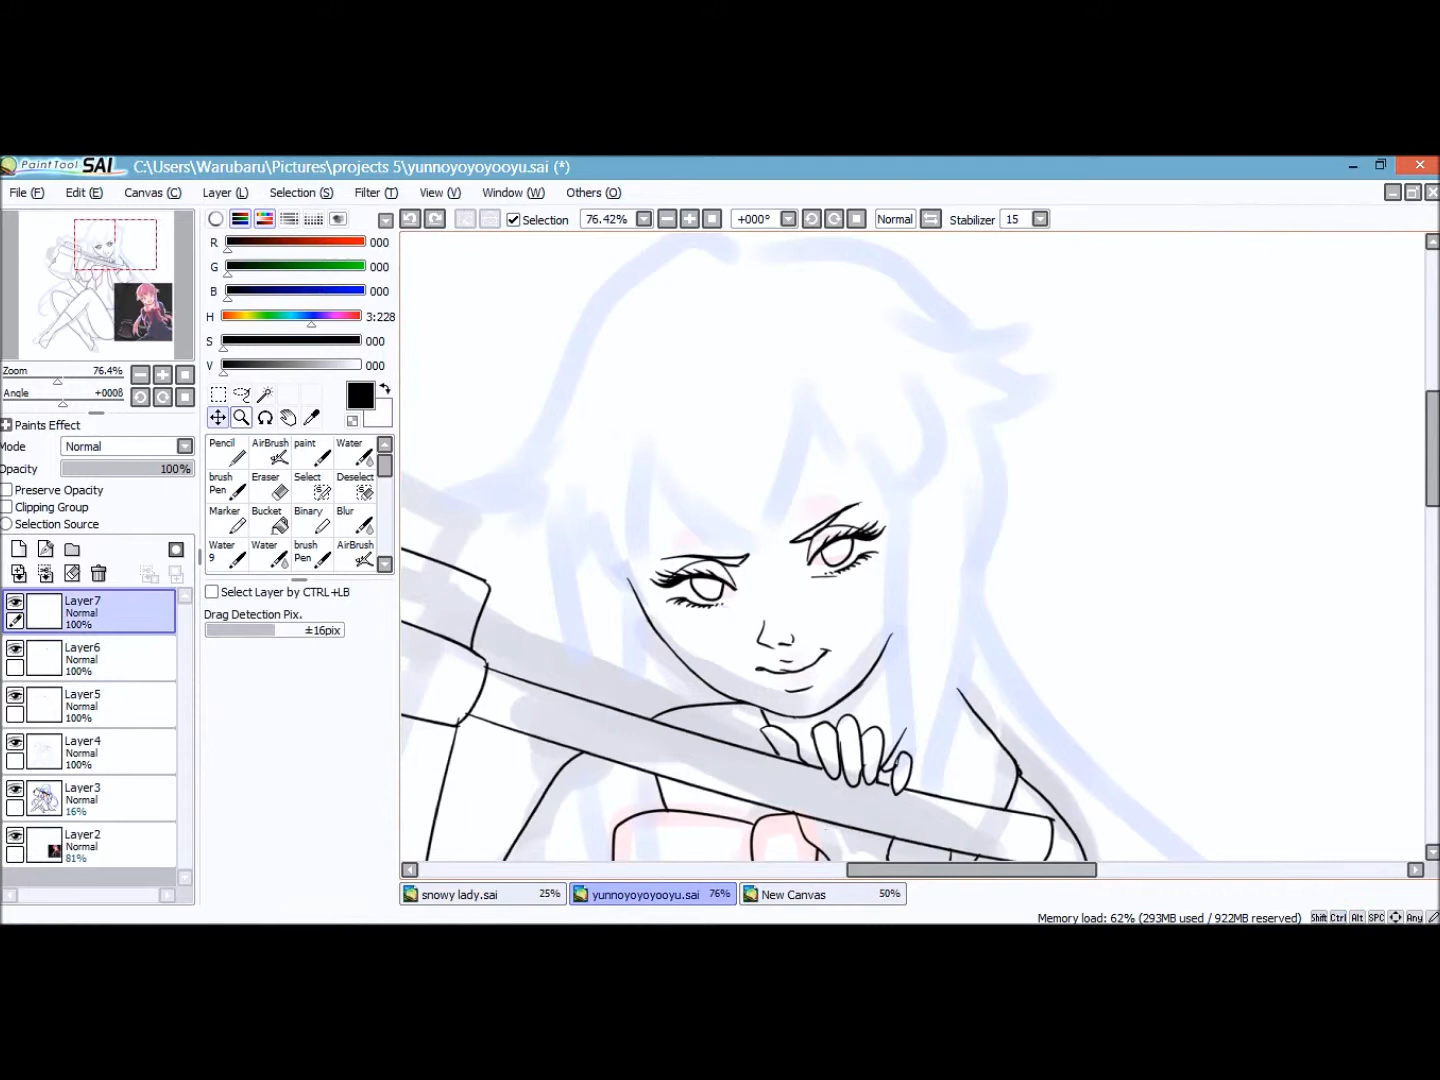 PaintTool SAI C:\Users\Warubaru\Pictures\projects 5\yunnoyoyoyooyu.sai (*)
File (F) Edit (E) Canvas (C) Layer (L) Selection (S) Filter (T) View (V) Window (W) Others (O)
Selection 76.42% +000° Normal Stabilizer 15
R 000
G 000
B 000
H 3:228
S 000
V 000
Zoom 76.4%
Angle +000ß
Paints Effect
Mode Normal
Opacity 100%
Preserve Opacity
Clipping Group
Selection Source
Pencil AirBrush paint Water
brush Pen Eraser Select Deselect
Marker Bucket Binary Blur
Water 9 Water brush Pen AirBrush
Select Layer by CTRL+LB
Drag Detection Pix.
±16pix
Layer7
Normal
100%
Layer6
Normal
100%
Layer5
Normal
100%
Layer4
Normal
100%
Layer3
Normal
16%
Layer2
Normal
81%
snowy lady.sai 25% yunnoyoyoyooyu.sai 76% New Canvas 50%
Memory load: 62% (293MB used / 922MB reserved) Shift Ctrl Alt SPC Any